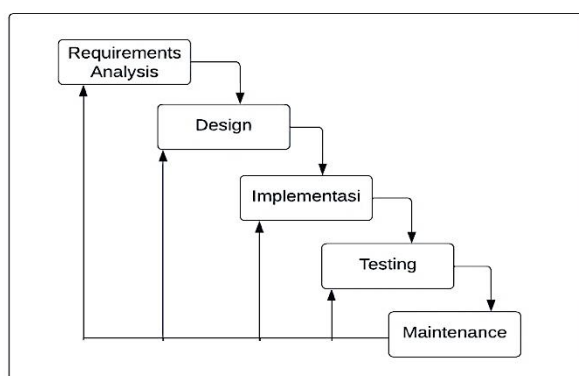 Requirements
Analysis
Design
Implementasi
Testing
Maintenance